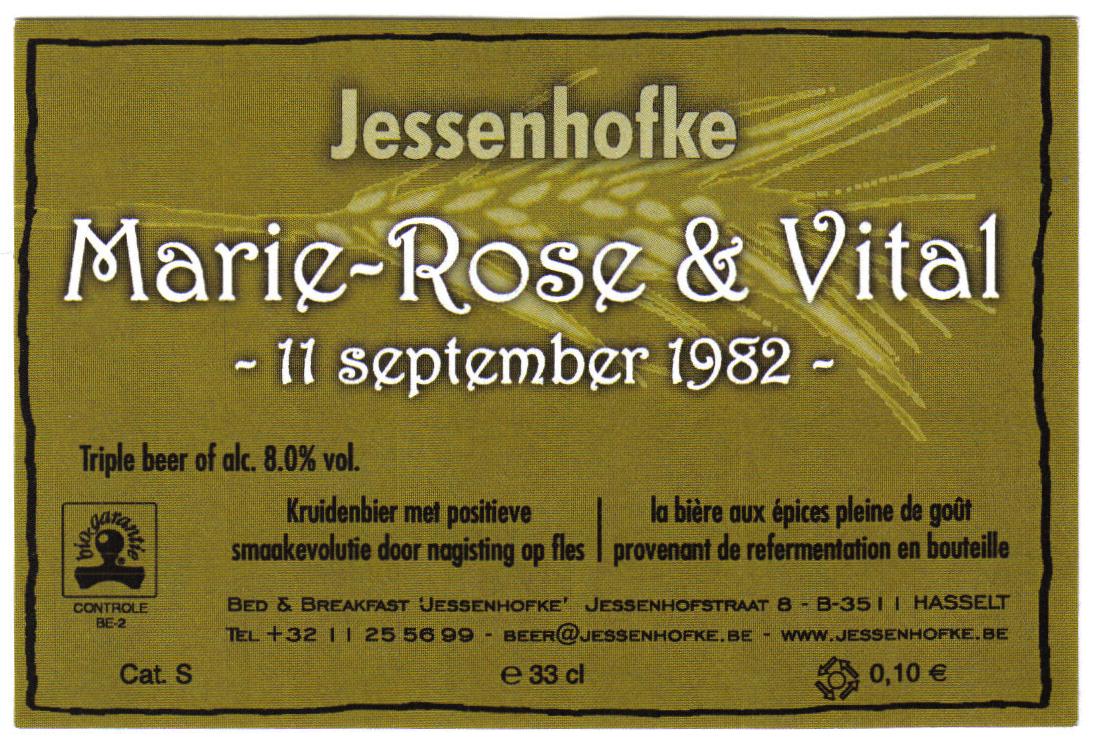 Jessenhofke
Marie-Rose & Vital
- 11 september 1982 -
Triple beer of alc. 8.0% vol.
Kruidenbier met positieve
smaakevolutie door nagisting op fles
la bière aux épices pleine de goût
provenant de refermentation en bouteille
biogarantie
CONTROLE
BE-2
BED & BREAKFAST 'JESSENHOFKE' JESSENHOFSTRAAT 8 - B-3511 HASSELT
TEL +32 11 25 56 99 - BEER@JESSENHOFKE.BE - WWW.JESSENHOFKE.BE
Cat. S
e 33 cl
0,10 €